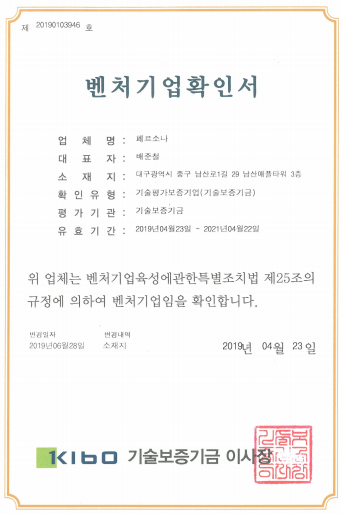 제 20190103946 호
벤처기업확인서
업 체 명 : 페르소나
대 표 자 : 배준철
소 재 지 : 대구광역시 중구 남산로1길 29 남산애플타워 3층
확 인 유 형 : 기술평가보증기업(기술보증기금)
평 가 기 관 : 기술보증기금
유 효 기 간 : 2019년04월23일 - 2021년04월22일
위 업체는 벤처기업육성에관한특별조치법 제25조의
규정에 의하여 벤처기업임을 확인합니다.
변경일자 변경내역
2019년06월28일 소재지
2019년 04월 23 일
KIBO 기술보증기금 이사장